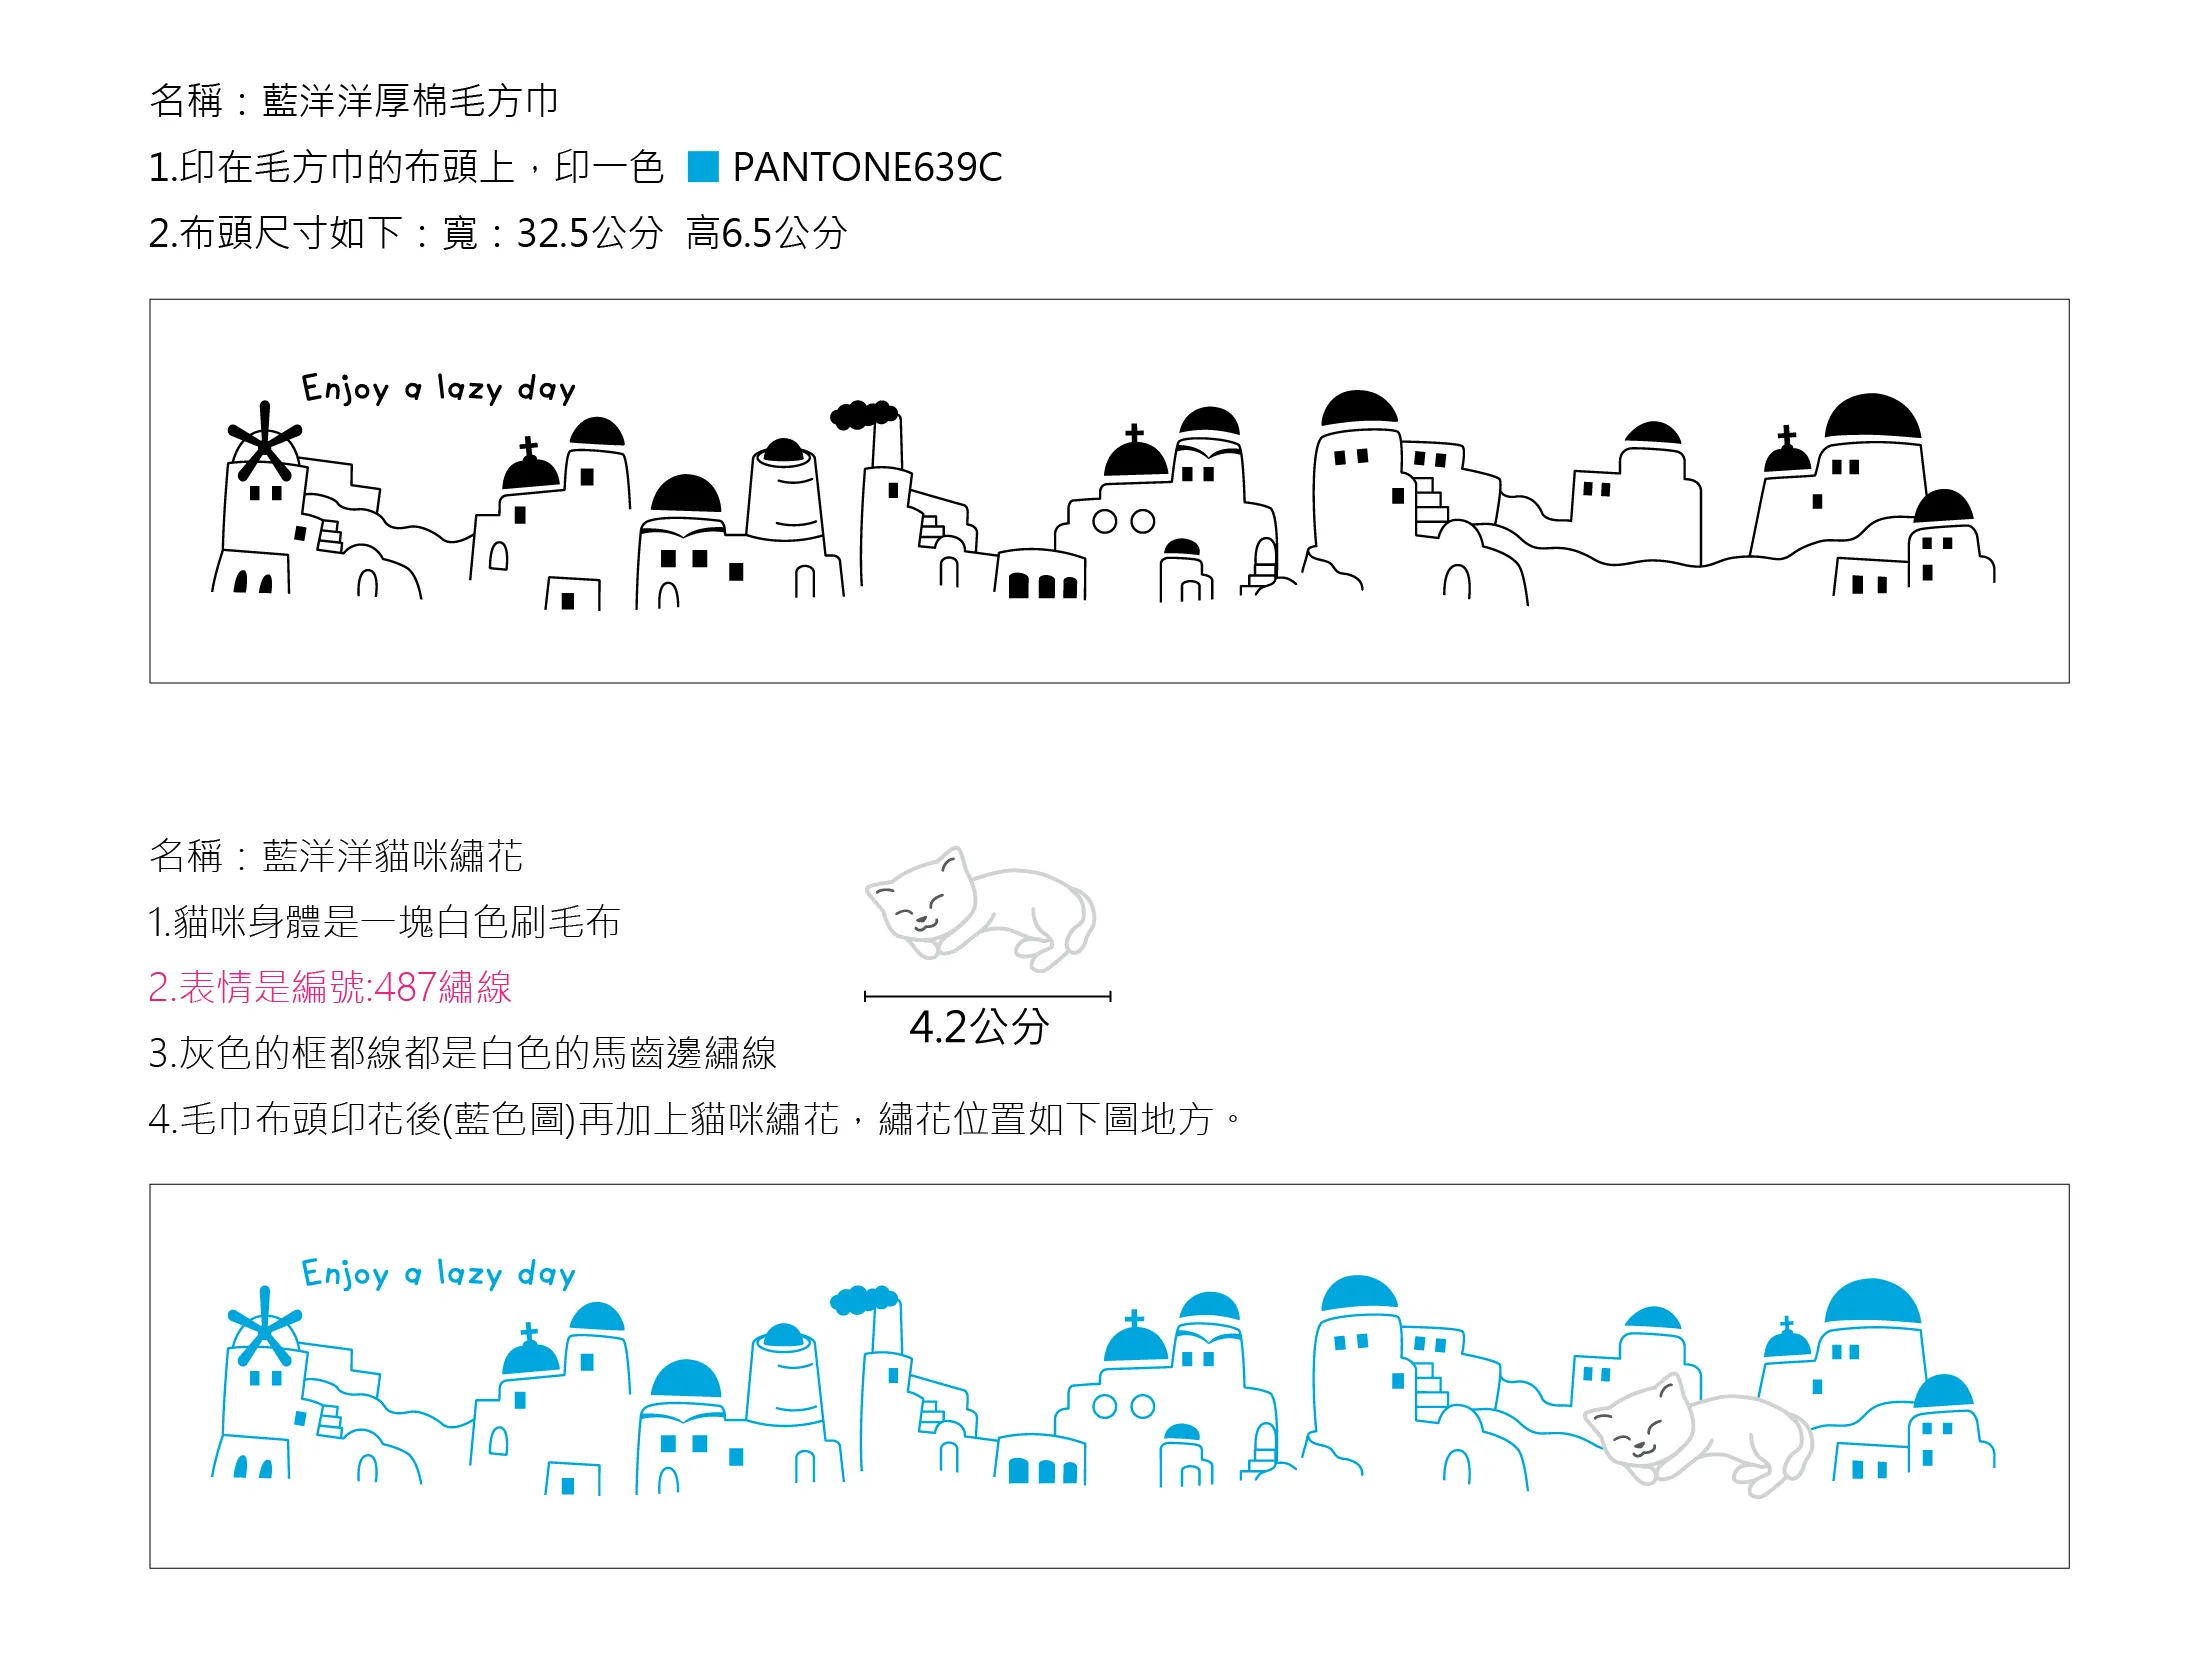 名稱：藍洋洋厚棉毛方巾
1.印在毛方巾的布頭上，印一色 PANTONE639C
2.布頭尺寸如下：寬：32.5公分 高6.5公分
Enjoy a lazy day
名稱：藍洋洋貓咪繡花
1.貓咪身體是一塊白色刷毛布
2.表情是編號:487繡線
3.灰色的框都線都是白色的馬齒邊繡線
4.2公分
4.毛巾布頭印花後(藍色圖)再加上貓咪繡花，繡花位置如下圖地方。
Enjoy a lazy day